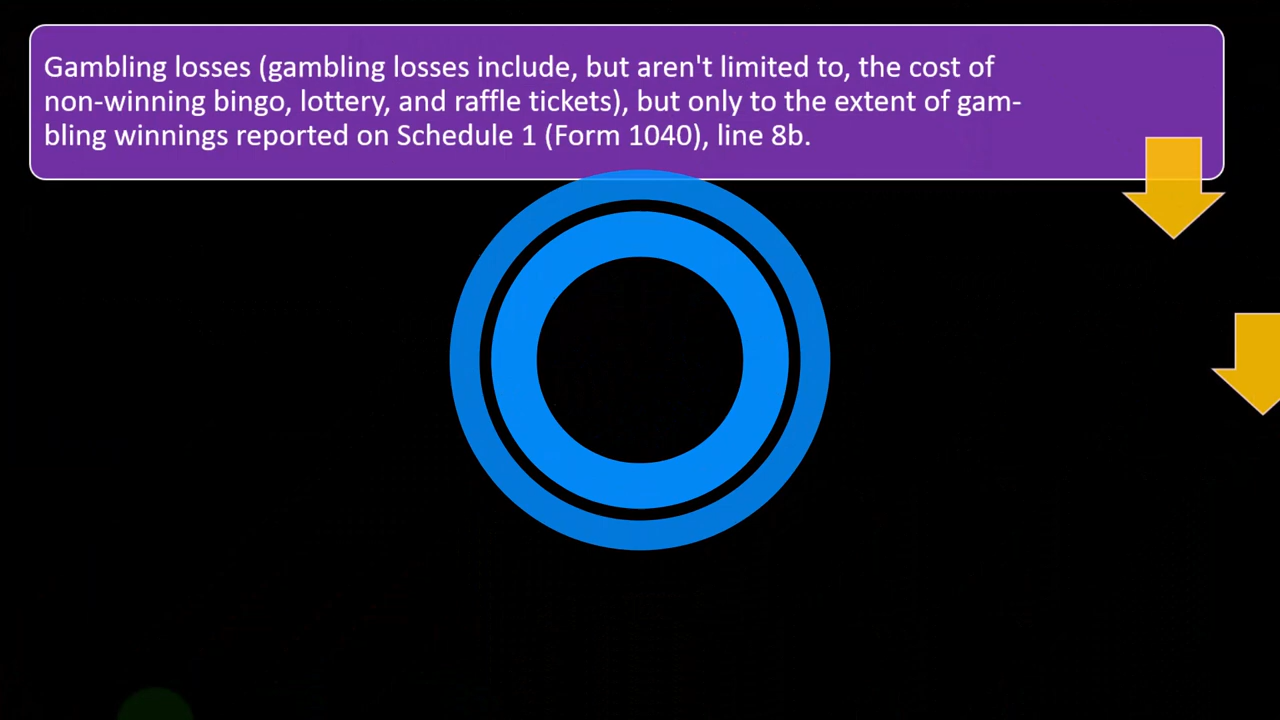 Gambling losses (gambling losses include, but aren't limited to, the cost of
non-winning bingo, lottery, and raffle tickets), but only to the extent of gam-
bling winnings reported on Schedule 1 (Form 1040), line 8b.